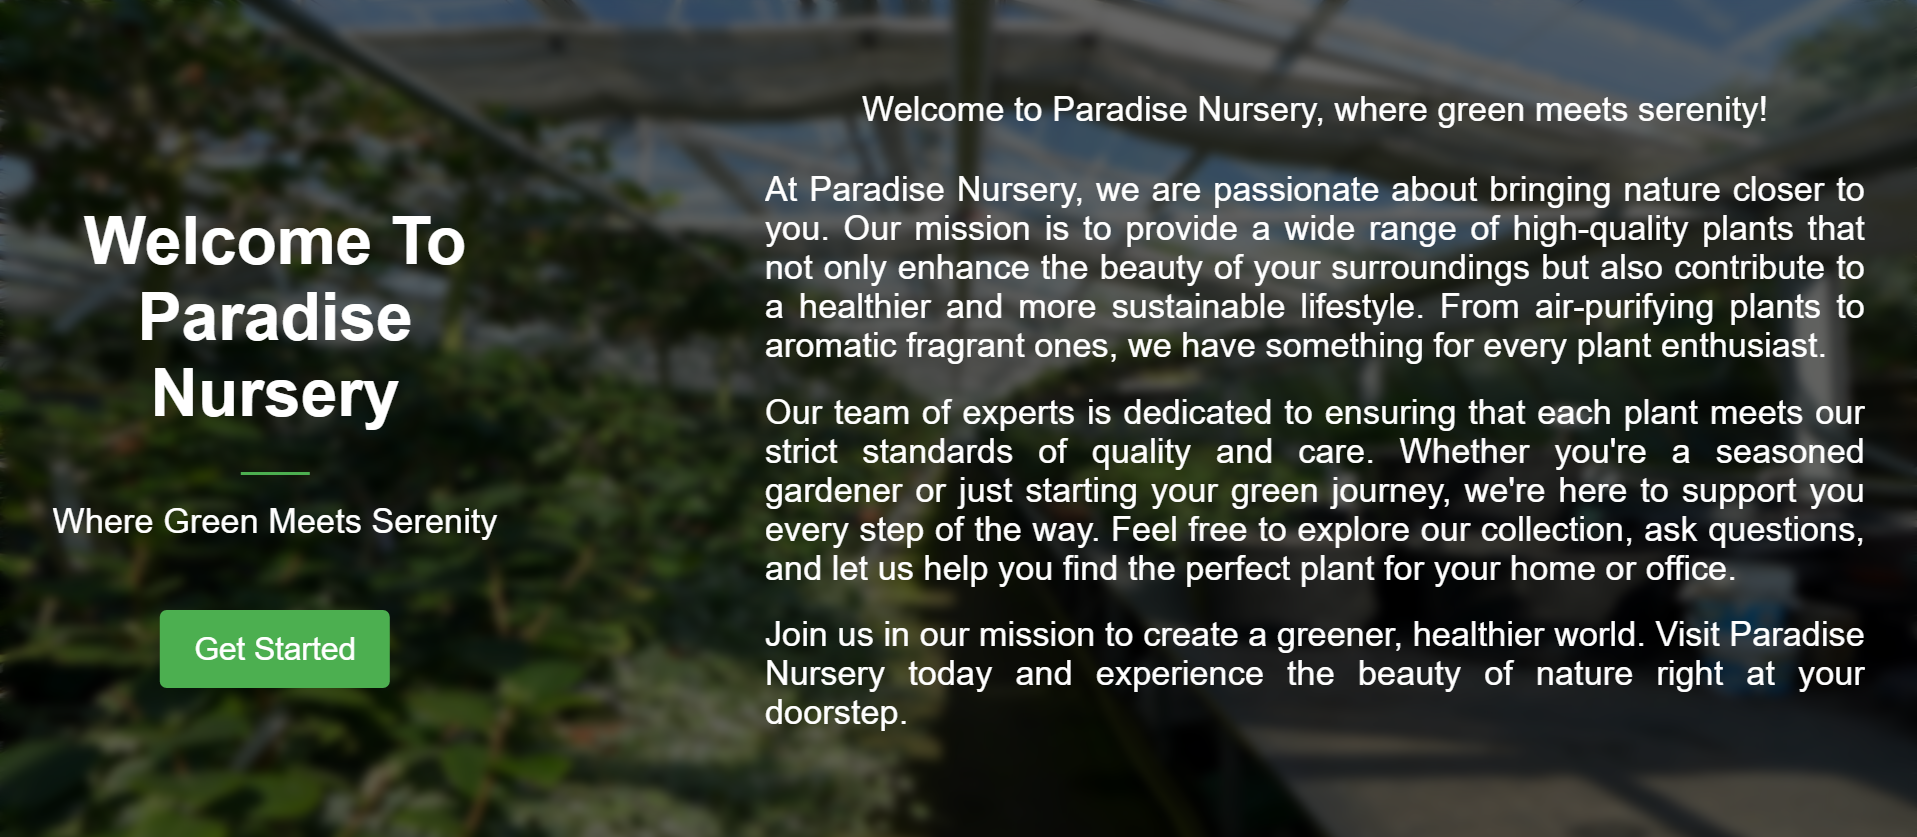 Welcome To
Paradise
Nursery
Where Green Meets Serenity
Get Started
Welcome to Paradise Nursery, where green meets serenity!
At Paradise Nursery, we are passionate about bringing nature closer to
you. Our mission is to provide a wide range of high-quality plants that
not only enhance the beauty of your surroundings but also contribute to
a healthier and more sustainable lifestyle. From air-purifying plants to
aromatic fragrant ones, we have something for every plant enthusiast.
Our team of experts is dedicated to ensuring that each plant meets our
strict standards of quality and care. Whether you're a seasoned
gardener or just starting your green journey, we're here to support you
every step of the way. Feel free to explore our collection, ask questions,
and let us help you find the perfect plant for your home or office.
Join us in our mission to create a greener, healthier world. Visit Paradise
Nursery today and experience the beauty of nature right at your
doorstep.